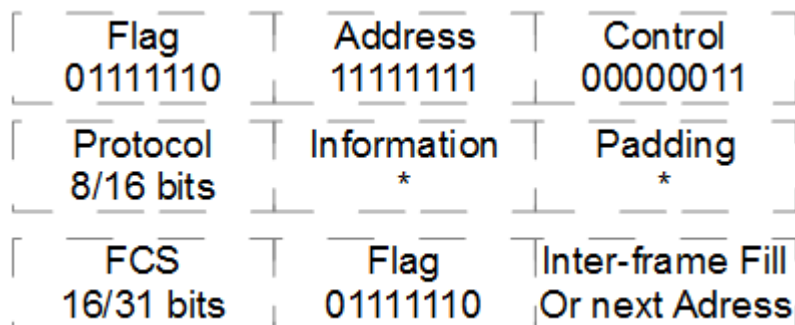 Flag Address Control
01111110 11111111 00000011
Protocol Information Padding
8/16 bits * *
FCS Flag Inter-frame Fill
16/31 bits 01111110 Or next Adress